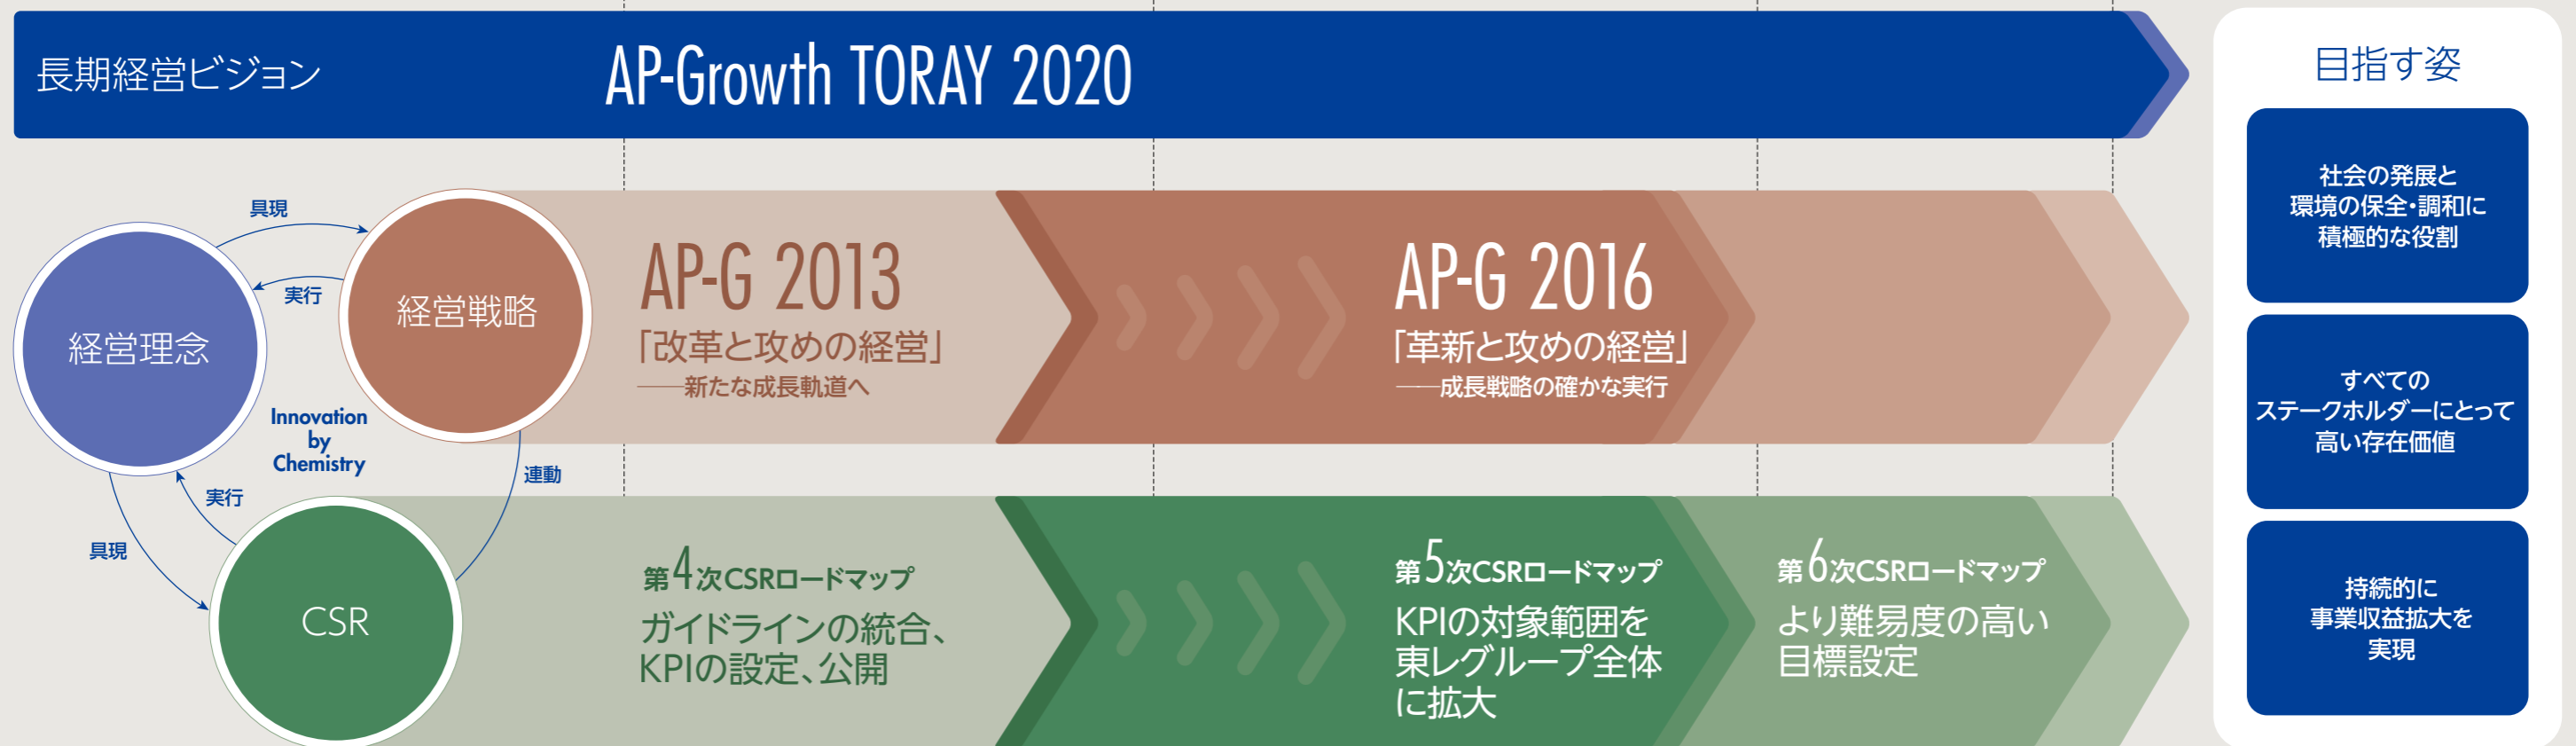 長期経営ビジョン
AP-Growth TORAY 2020
目指す姿
社会の発展と
環境の保全・調和に
積極的な役割
すべての
ステークホルダーにとって
高い存在価値
持続的に
事業収益拡大を
実現
具現
実行
経営理念
経営戦略
Innovation
by
Chemistry
連動
実行
具現
CSR
AP-G 2013
「改革と攻めの経営」
──新たな成長軌道へ
AP-G 2016
「革新と攻めの経営」
──成長戦略の確かな実行
第4次CSRロードマップ
ガイドラインの統合、
KPIの設定、公開
第5次CSRロードマップ
KPIの対象範囲を
東レグループ全体
に拡大
第6次CSRロードマップ
より難易度の高い
目標設定